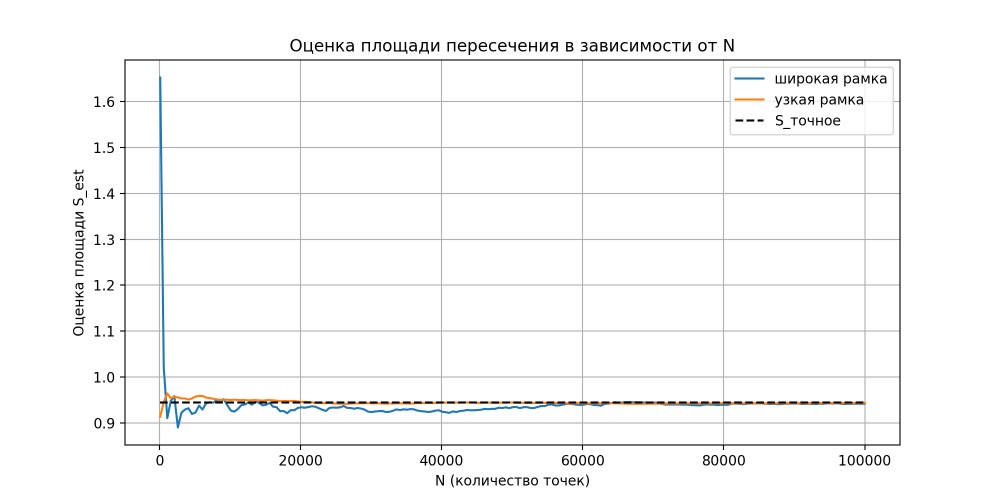 Оценка площади пересечения в зависимости от N
широкая рамка
узкая рамка
S_точное
Оценка площади S_est
1.6
1.5
1.4
1.3
1.2
1.1
1.0
0.9
0 20000 40000 60000 80000 100000
N (количество точек)